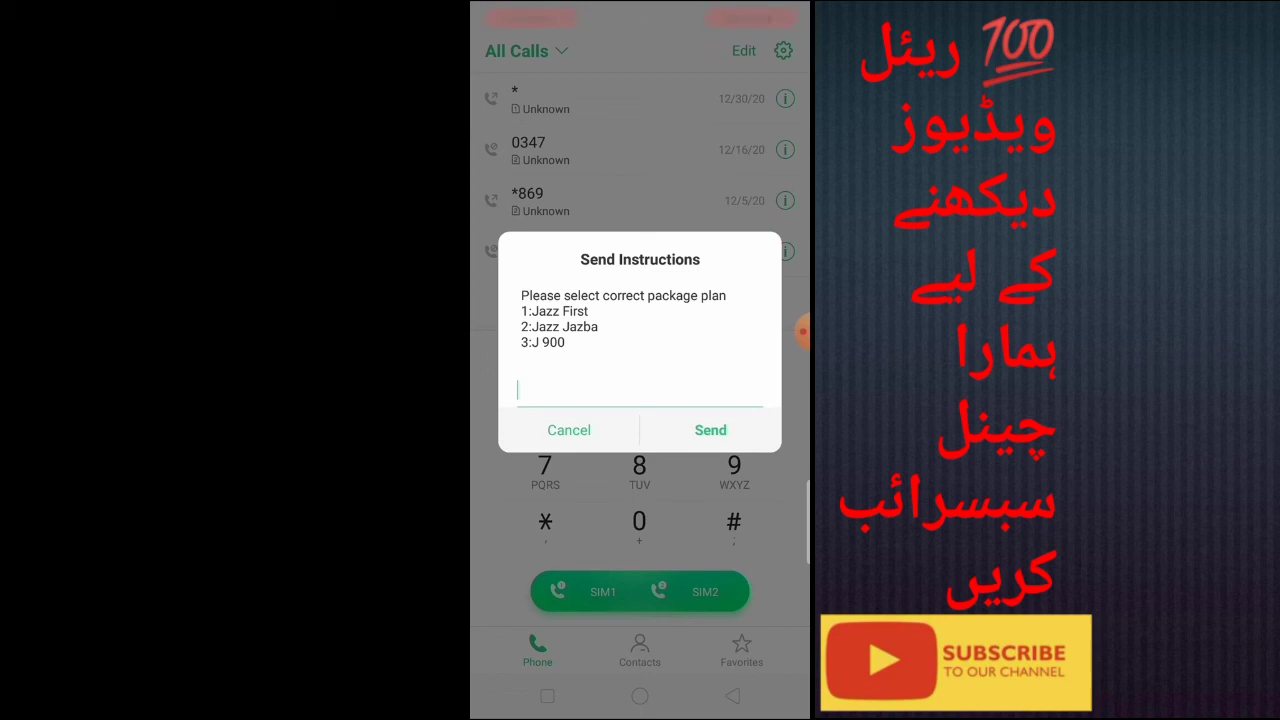 All Calls
Edit
*
Unknown
12/30/20
0347
Unknown
12/16/20
*869
Unknown
12/5/20
Send Instructions
Please select correct package plan
1:Jazz First
2:Jazz Jazba
3:J 900
Cancel
Send
7
8
9
PQRS
TUV
WXYZ
*
0
#
,
+
;
SIM1
SIM2
Phone
Contacts
Favorites
💯 ریئل
ویڈیوز
دیکھنے
کے لیے
ہمارا
چینل
سبسرائب
کریں
SUBSCRIBE
TO OUR CHANNEL